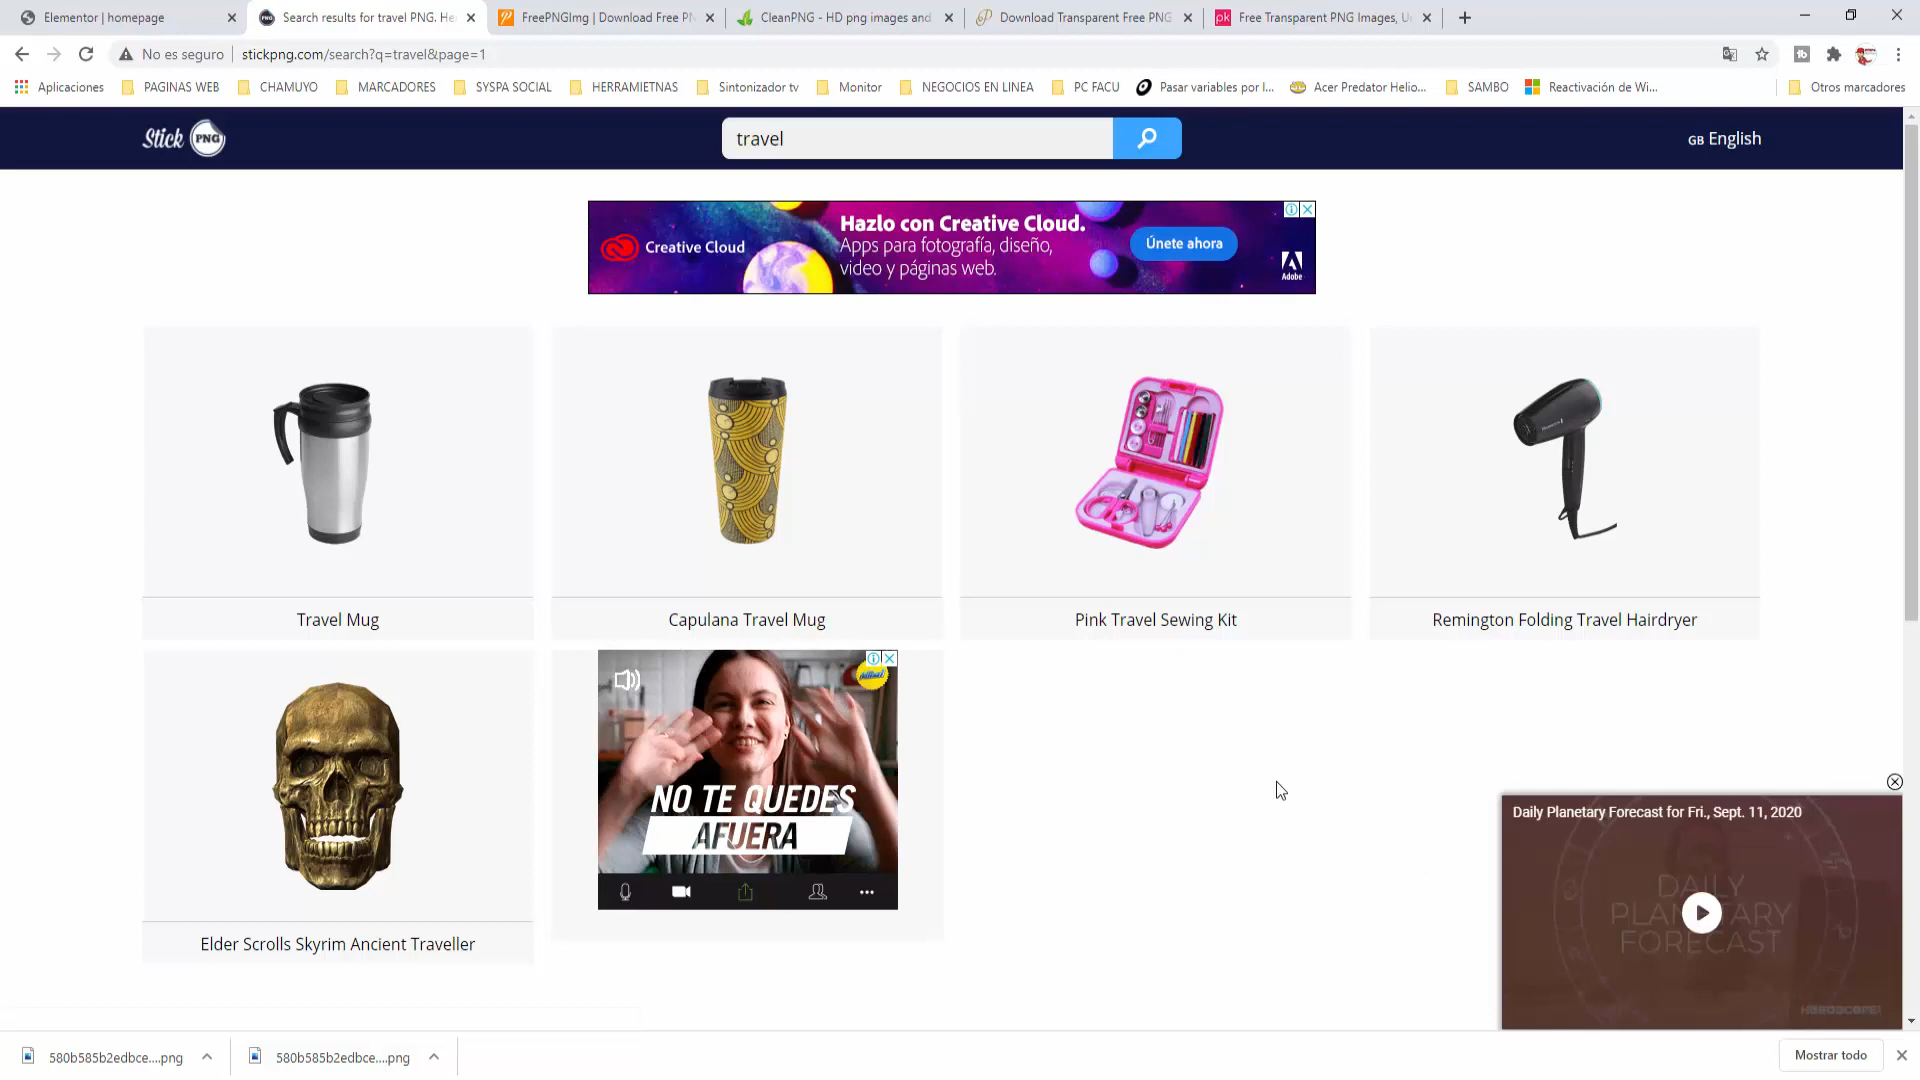 Elementor | homepage
Search results for travel PNG. He
FreePNGImg | Download Free PN
CleanPNG - HD png images and
Download Transparent Free PNG
Free Transparent PNG Images, U
No es seguro
stickpng.com/search?q=travel&page=1
Aplicaciones
PAGINAS WEB
CHAMUYO
MARCADORES
SYSPA SOCIAL
HERRAMIETNAS
Sintonizador tv
Monitor
NEGOCIOS EN LINEA
PC FACU
Pasar variables por l...
Acer Predator Helio...
SAMBO
Reactivación de Wi...
Otros marcadores
Stick PNG
travel
GB English
Creative Cloud
Hazlo con Creative Cloud.
Apps para fotografía, diseño,
video y páginas web.
Únete ahora
Adobe
Travel Mug
Capulana Travel Mug
Pink Travel Sewing Kit
Remington Folding Travel Hairdryer
NO TE QUEDES
AFUERA
Elder Scrolls Skyrim Ancient Traveller
Daily Planetary Forecast for Fri., Sept. 11, 2020
DAILY
PLANETARY
FORECAST
580b585b2edbce....png
580b585b2edbce....png
Mostrar todo